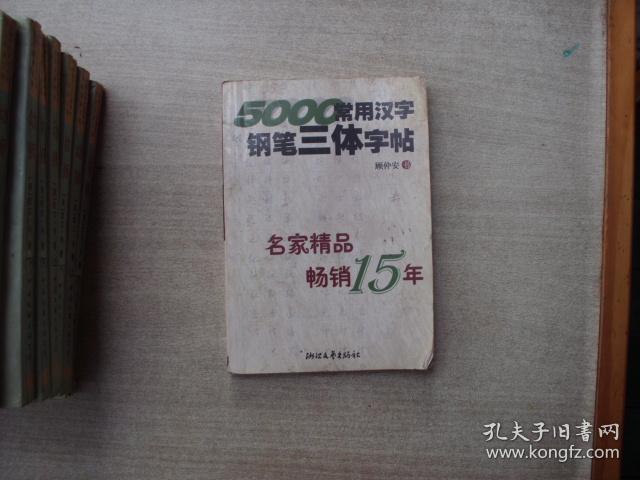 5000常用汉字
钢笔三体字帖
顾仲安 书
名家精品
畅销15年
浙江文艺出版社
孔夫子旧书网
www.kongfz.com